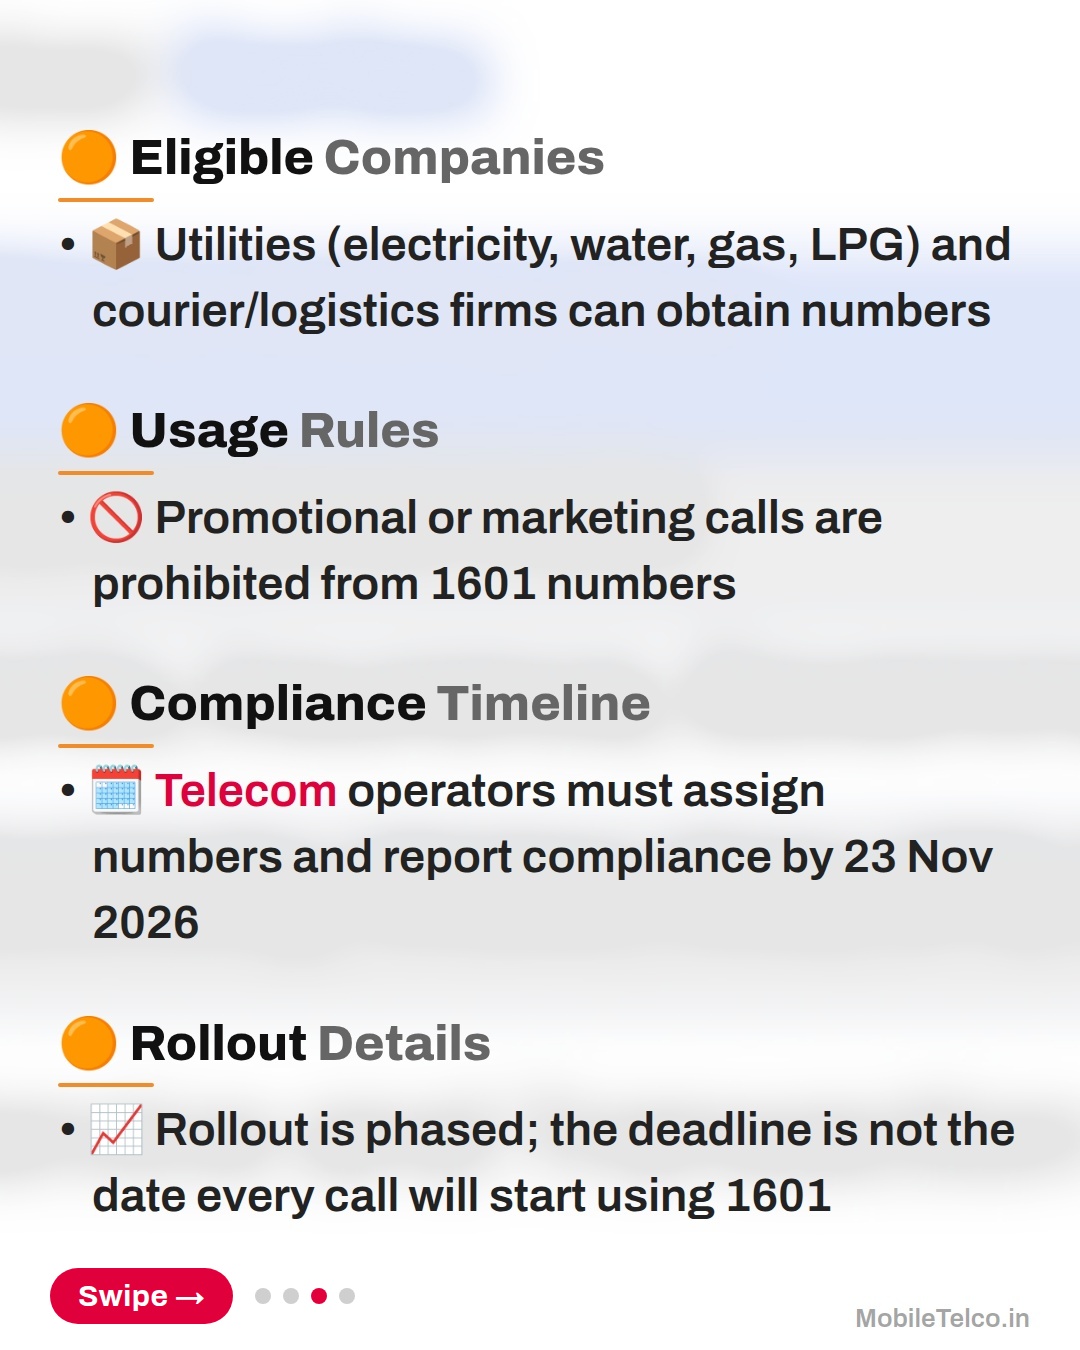 🟠 Eligible Companies
• 📦 Utilities (electricity, water, gas, LPG) and
courier/logistics firms can obtain numbers
🟠 Usage Rules
• 🚫 Promotional or marketing calls are
prohibited from 1601 numbers
🟠 Compliance Timeline
• 🗓️ Telecom operators must assign
numbers and report compliance by 23 Nov
2026
🟠 Rollout Details
• 📈 Rollout is phased; the deadline is not the
date every call will start using 1601
Swipe →
MobileTelco.in